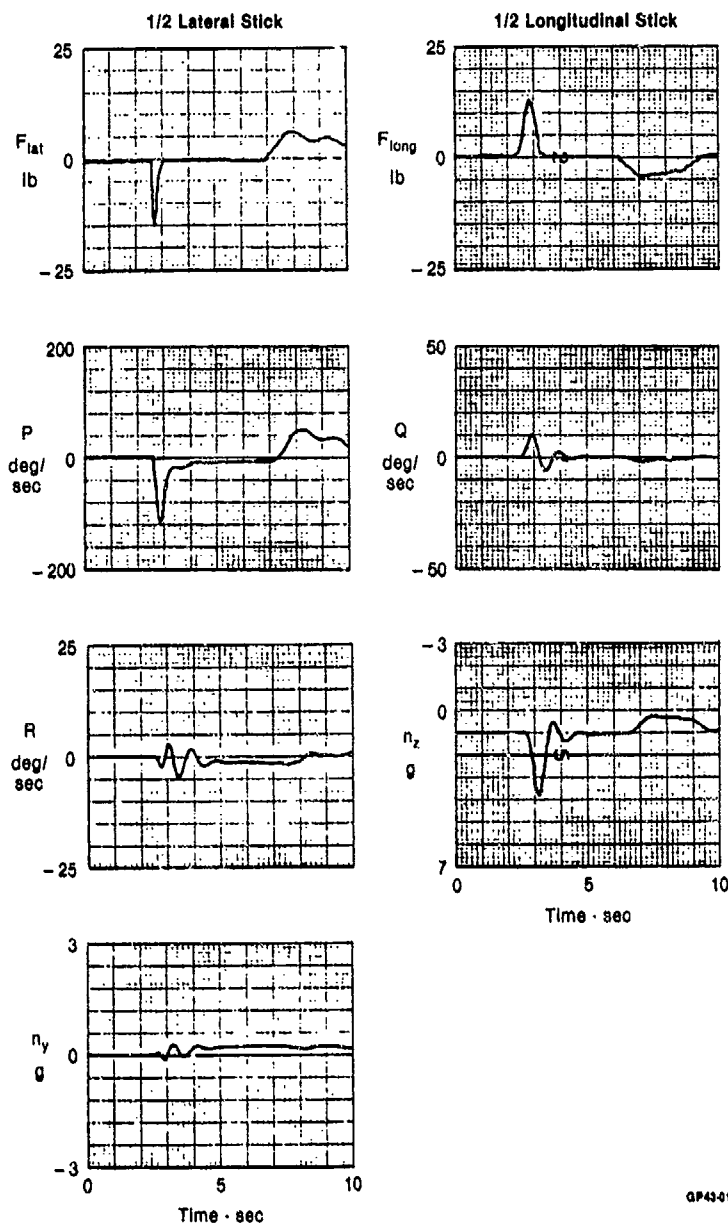 1/2 Lateral Stick
25
F_lat
lb
0
-25
200
P
deg/
sec
0
-200
25
R
deg/
sec
0
-25
3
n_y
g
0
-3
0
5
10
Time - sec
1/2 Longitudinal Stick
25
F_long
lb
0
-25
50
Q
deg/
sec
0
-50
-3
0
n_z
g
7
0
5
10
Time - sec